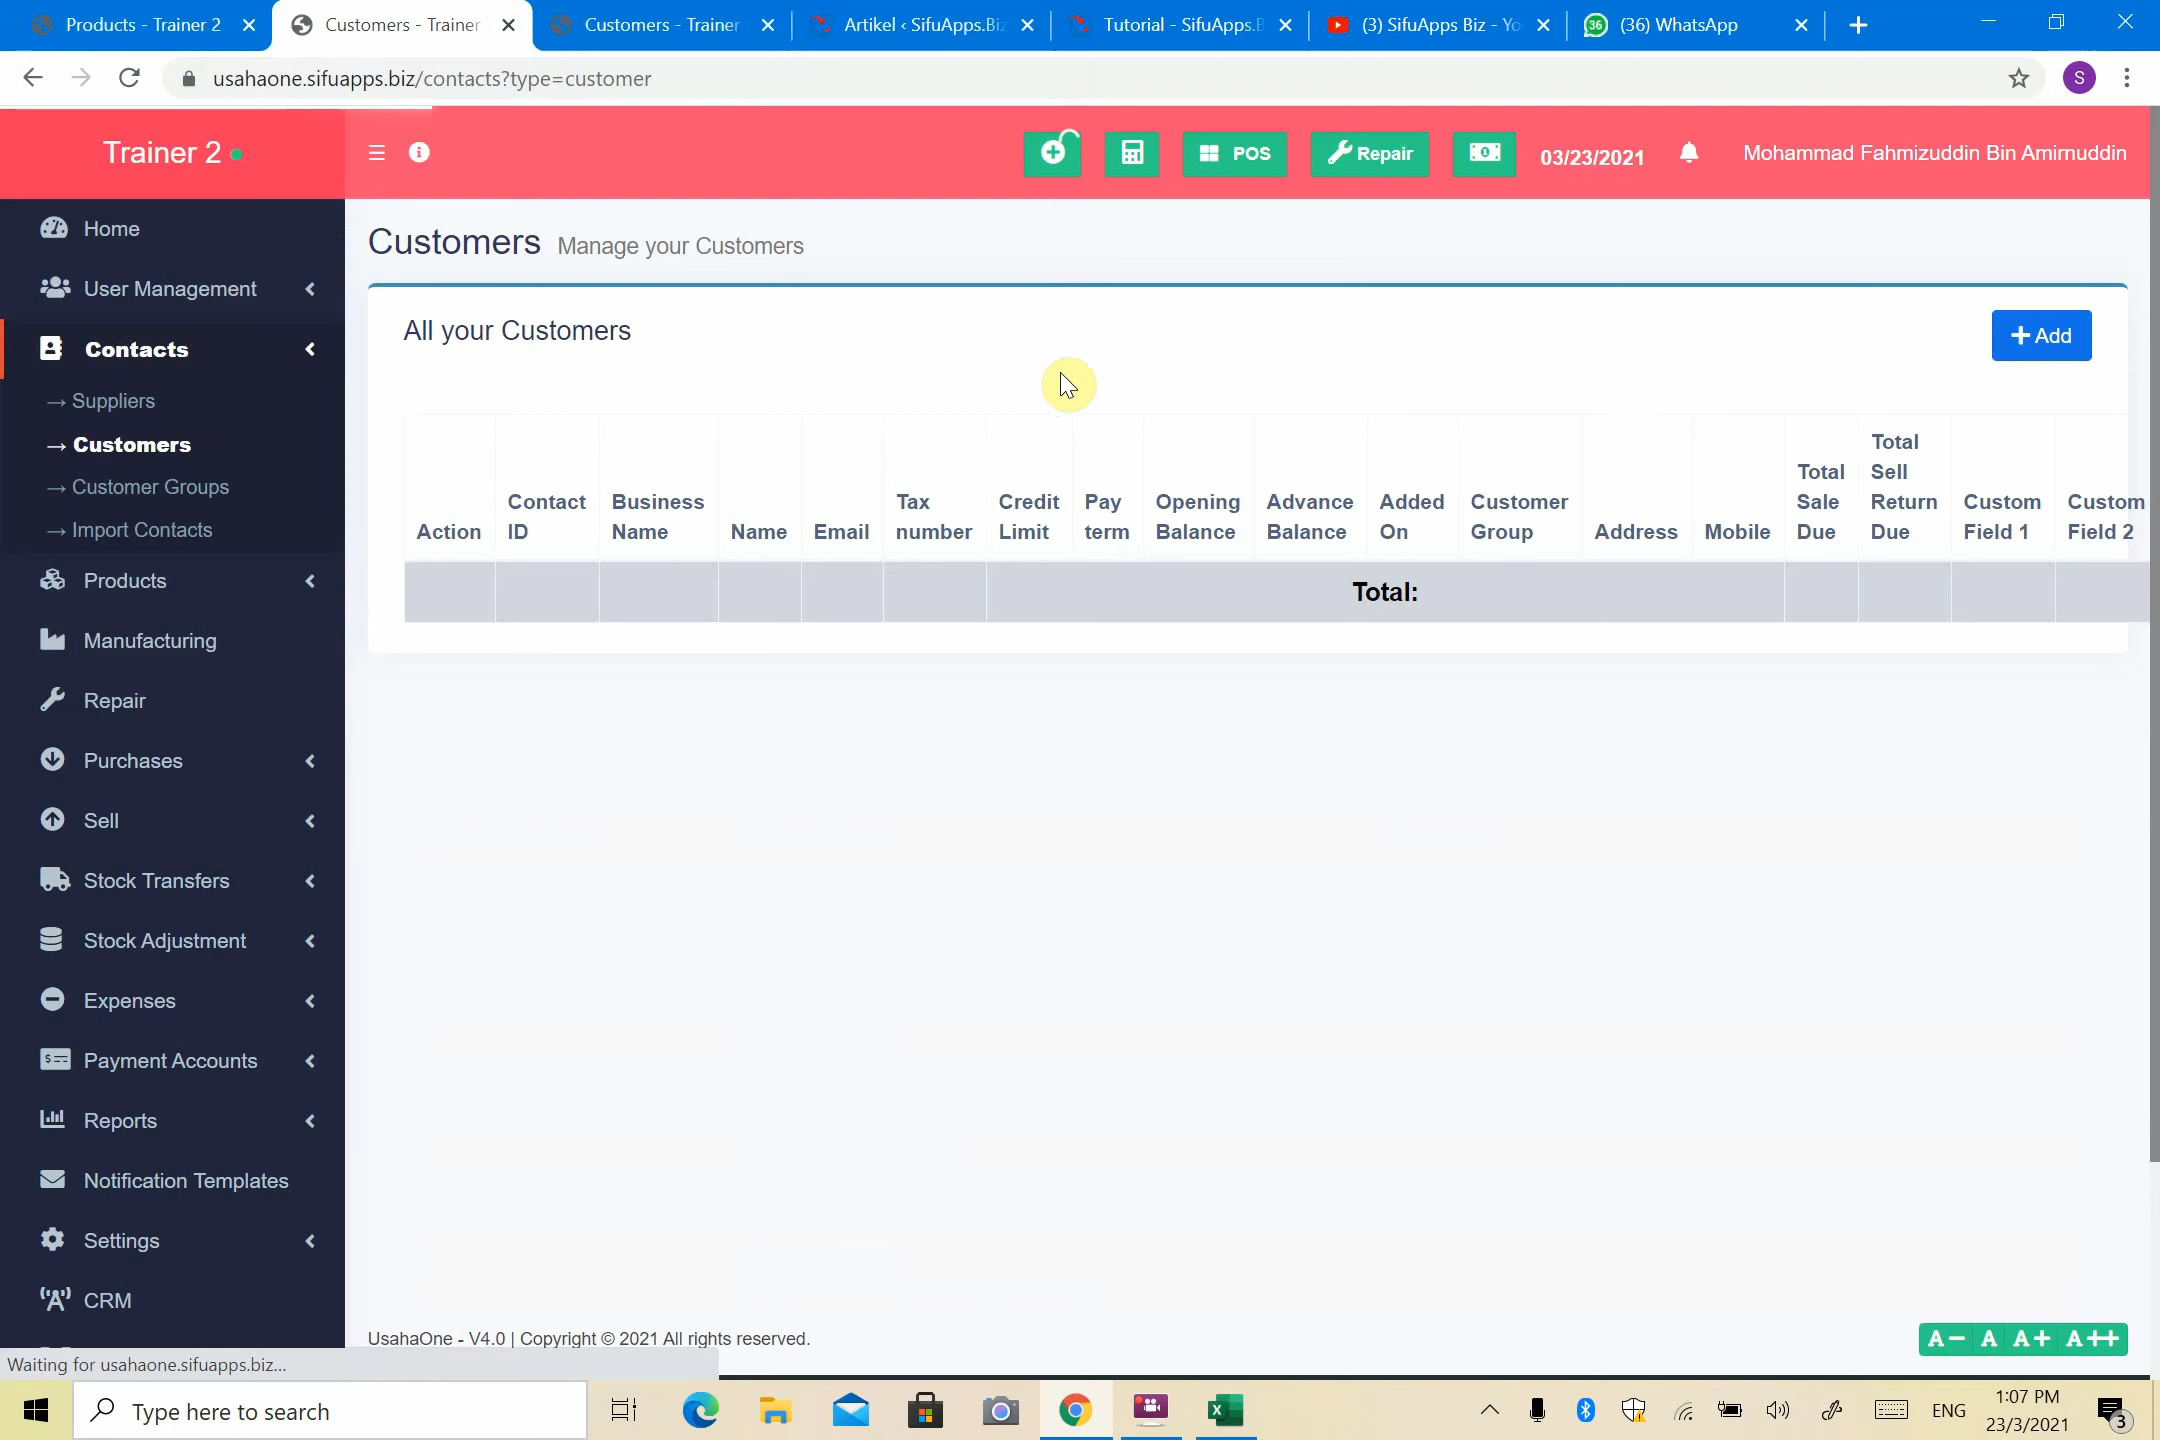 Products - Trainer 2
Customers - Trainer
Customers - Trainer
Artikel ‹ SifuApps.Biz
Tutorial - SifuApps.B
(3) SifuApps Biz - Yo
36
(36) WhatsApp
usahaone.sifuapps.biz/contacts?type=customer
S
Trainer 2
POS
Repair
03/23/2021
Mohammad Fahmizuddin Bin Amirnuddin
Home
User Management
Contacts
→ Suppliers
→ Customers
→ Customer Groups
→ Import Contacts
Products
Manufacturing
Repair
Purchases
Sell
Stock Transfers
Stock Adjustment
Expenses
Payment Accounts
Reports
Notification Templates
Settings
CRM
Customers Manage your Customers
All your Customers
+ Add
Action
Contact
ID
Business
Name
Name
Email
Tax
number
Credit
Limit
Pay
term
Opening
Balance
Advance
Balance
Added
On
Customer
Group
Address
Mobile
Total
Sale
Due
Total
Sell
Return
Due
Custom
Field 1
Custom
Field 2
Total:
UsahaOne - V4.0 | Copyright © 2021 All rights reserved.
A− A A+ A++
Waiting for usahaone.sifuapps.biz...
Type here to search
ENG
1:07 PM
23/3/2021
3